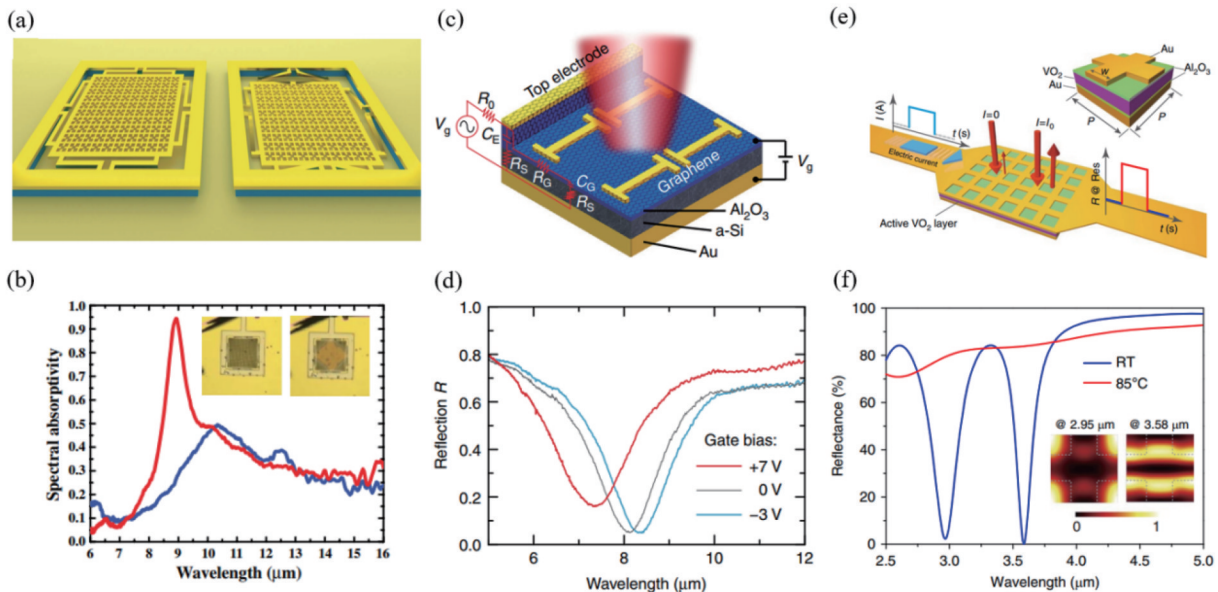 (a)
(c)
Top electrode
R0
Vg
CE
RS
RG
CG
RS
Graphene
Vg
Al2O3
a-Si
Au
(e)
Au
Al2O3
VO2
Au
w
P
P
I (A)
t (s)
Electric current
I=0
I=I0
R @ Res
t (s)
Active VO2 layer
(b)
Spectral absorptivity
1.0
0.9
0.8
0.7
0.6
0.5
0.4
0.3
0.2
0.1
0.0
6 7 8 9 10 11 12 13 14 15 16
Wavelength (μm)
(d)
Reflection R
1.0
0.8
0.6
0.4
0.2
0.0
Gate bias:
+7 V
0 V
−3 V
6 8 10 12
Wavelength (μm)
(f)
Reflectance (%)
100
80
60
40
20
0
RT
85°C
@ 2.95 μm
@ 3.58 μm
0 1
2.5 3.0 3.5 4.0 4.5 5.0
Wavelength (μm)